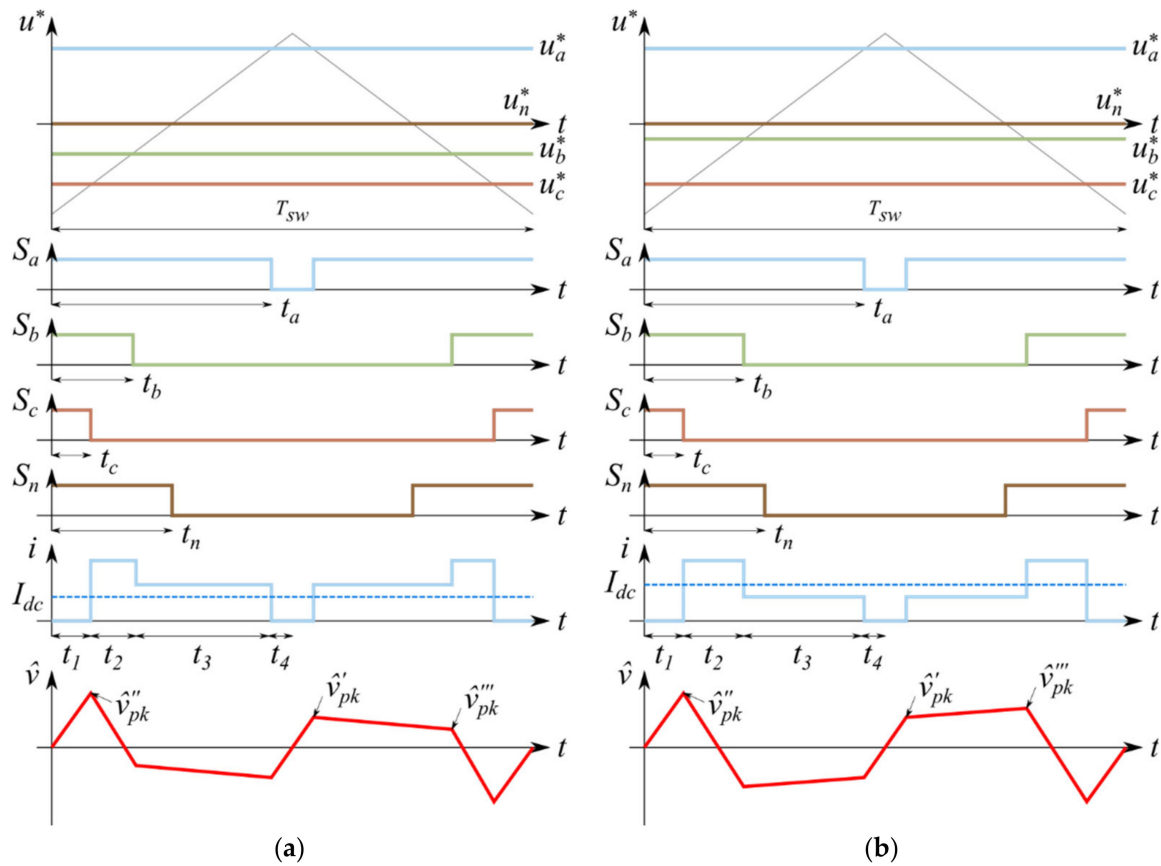 u*
u*a
u*n
t
u*b
u*c
Tsw
Sa
t
ta
Sb
t
tb
Sc
t
tc
Sn
t
tn
i
Idc
t
t1 t2 t3 t4
v̂
v̂''pk
v̂'pk
v̂'''pk
t
(a)
u*
u*a
u*n
t
u*b
u*c
Tsw
Sa
t
ta
Sb
t
tb
Sc
t
tc
Sn
t
tn
i
Idc
t
t1 t2 t3 t4
v̂
v̂''pk
v̂'pk
v̂'''pk
t
(b)